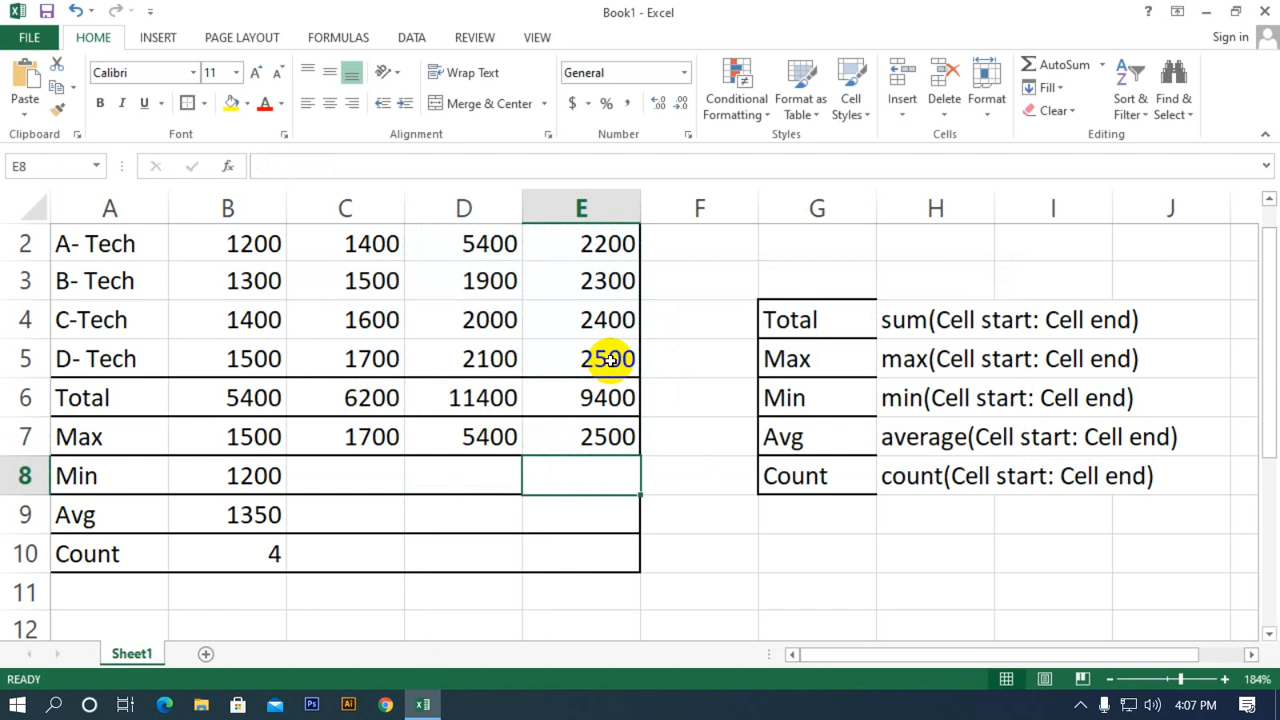 Book1 - Excel
FILE HOME INSERT PAGE LAYOUT FORMULAS DATA REVIEW VIEW Sign in
Paste
Calibri 11
B I U A
Wrap Text
Merge & Center
General
$ % ,
Conditional Formatting
Format as Table
Cell Styles
Insert
Delete
Format
AutoSum
Fill
Clear
Sort & Filter
Find & Select
Clipboard Font Alignment Number Styles Cells Editing
E8 fx
A B C D E F G H I J
2 A- Tech 1200 1400 5400 2200
3 B- Tech 1300 1500 1900 2300
4 C-Tech 1400 1600 2000 2400 Total sum(Cell start: Cell end)
5 D- Tech 1500 1700 2100 2500 Max max(Cell start: Cell end)
6 Total 5400 6200 11400 9400 Min min(Cell start: Cell end)
7 Max 1500 1700 5400 2500 Avg average(Cell start: Cell end)
8 Min 1200 Count count(Cell start: Cell end)
9 Avg 1350
10 Count 4
11
12
Sheet1
READY 184%
Ps Ai 4:07 PM